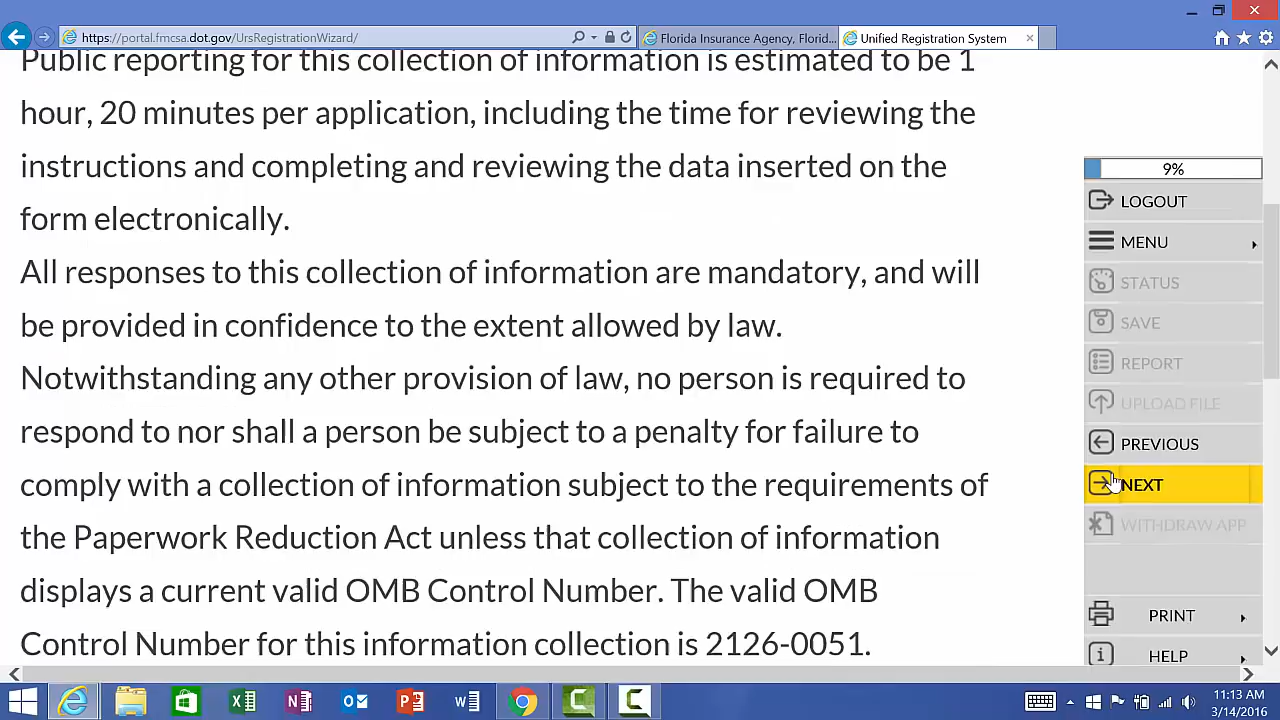 https://portal.fmcsa.dot.gov/UrsRegistrationWizard/
Florida Insurance Agency, Florid...
Unified Registration System
Public reporting for this collection of information is estimated to be 1
hour, 20 minutes per application, including the time for reviewing the
instructions and completing and reviewing the data inserted on the
form electronically.
All responses to this collection of information are mandatory, and will
be provided in confidence to the extent allowed by law.
Notwithstanding any other provision of law, no person is required to
respond to nor shall a person be subject to a penalty for failure to
comply with a collection of information subject to the requirements of
the Paperwork Reduction Act unless that collection of information
displays a current valid OMB Control Number. The valid OMB
Control Number for this information collection is 2126-0051.
9%
LOGOUT
MENU
STATUS
SAVE
REPORT
UPLOAD FILE
PREVIOUS
NEXT
WITHDRAW APP
PRINT
HELP
11:13 AM
3/14/2016